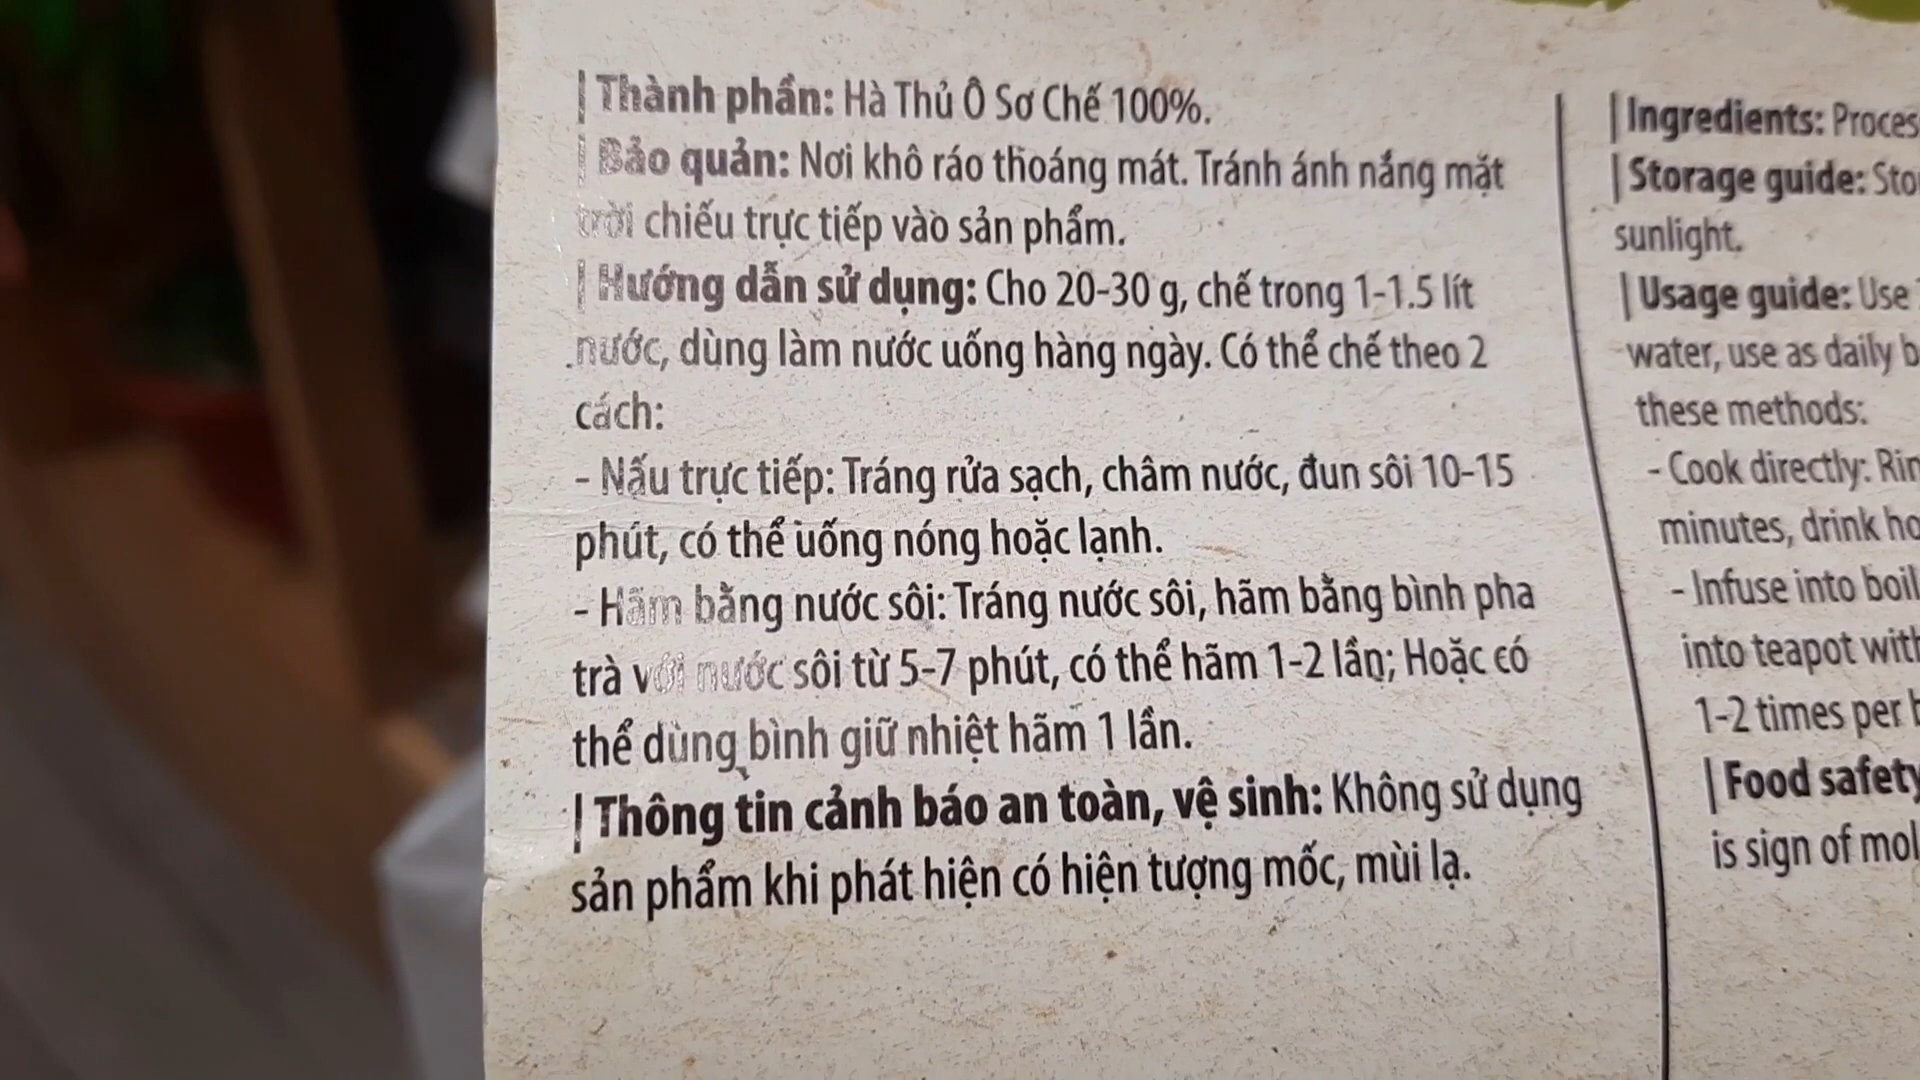 | Thành phần: Hà Thủ Ô Sơ Chế 100%.
| Bảo quản: Nơi khô ráo thoáng mát. Tránh ánh nắng mặt
trời chiếu trực tiếp vào sản phẩm.
| Hướng dẫn sử dụng: Cho 20-30 g, chế trong 1-1.5 lít
nước, dùng làm nước uống hàng ngày. Có thể chế theo 2
cách:
- Nấu trực tiếp: Tráng rửa sạch, châm nước, đun sôi 10-15
phút, có thể uống nóng hoặc lạnh.
- Hãm bằng nước sôi: Tráng nước sôi, hãm bằng bình pha
trà với nước sôi từ 5-7 phút, có thể hãm 1-2 lần; Hoặc có
thể dùng bình giữ nhiệt hãm 1 lần.
| Thông tin cảnh báo an toàn, vệ sinh: Không sử dụng
sản phẩm khi phát hiện có hiện tượng mốc, mùi lạ.
| Ingredients:
| Storage guide:
sunlight.
| Usage guide: Use
water, use as daily
these methods:
- Cook directly:
minutes, drink
- Infuse into
into teapot
1-2 times per
| Food safety
is sign of